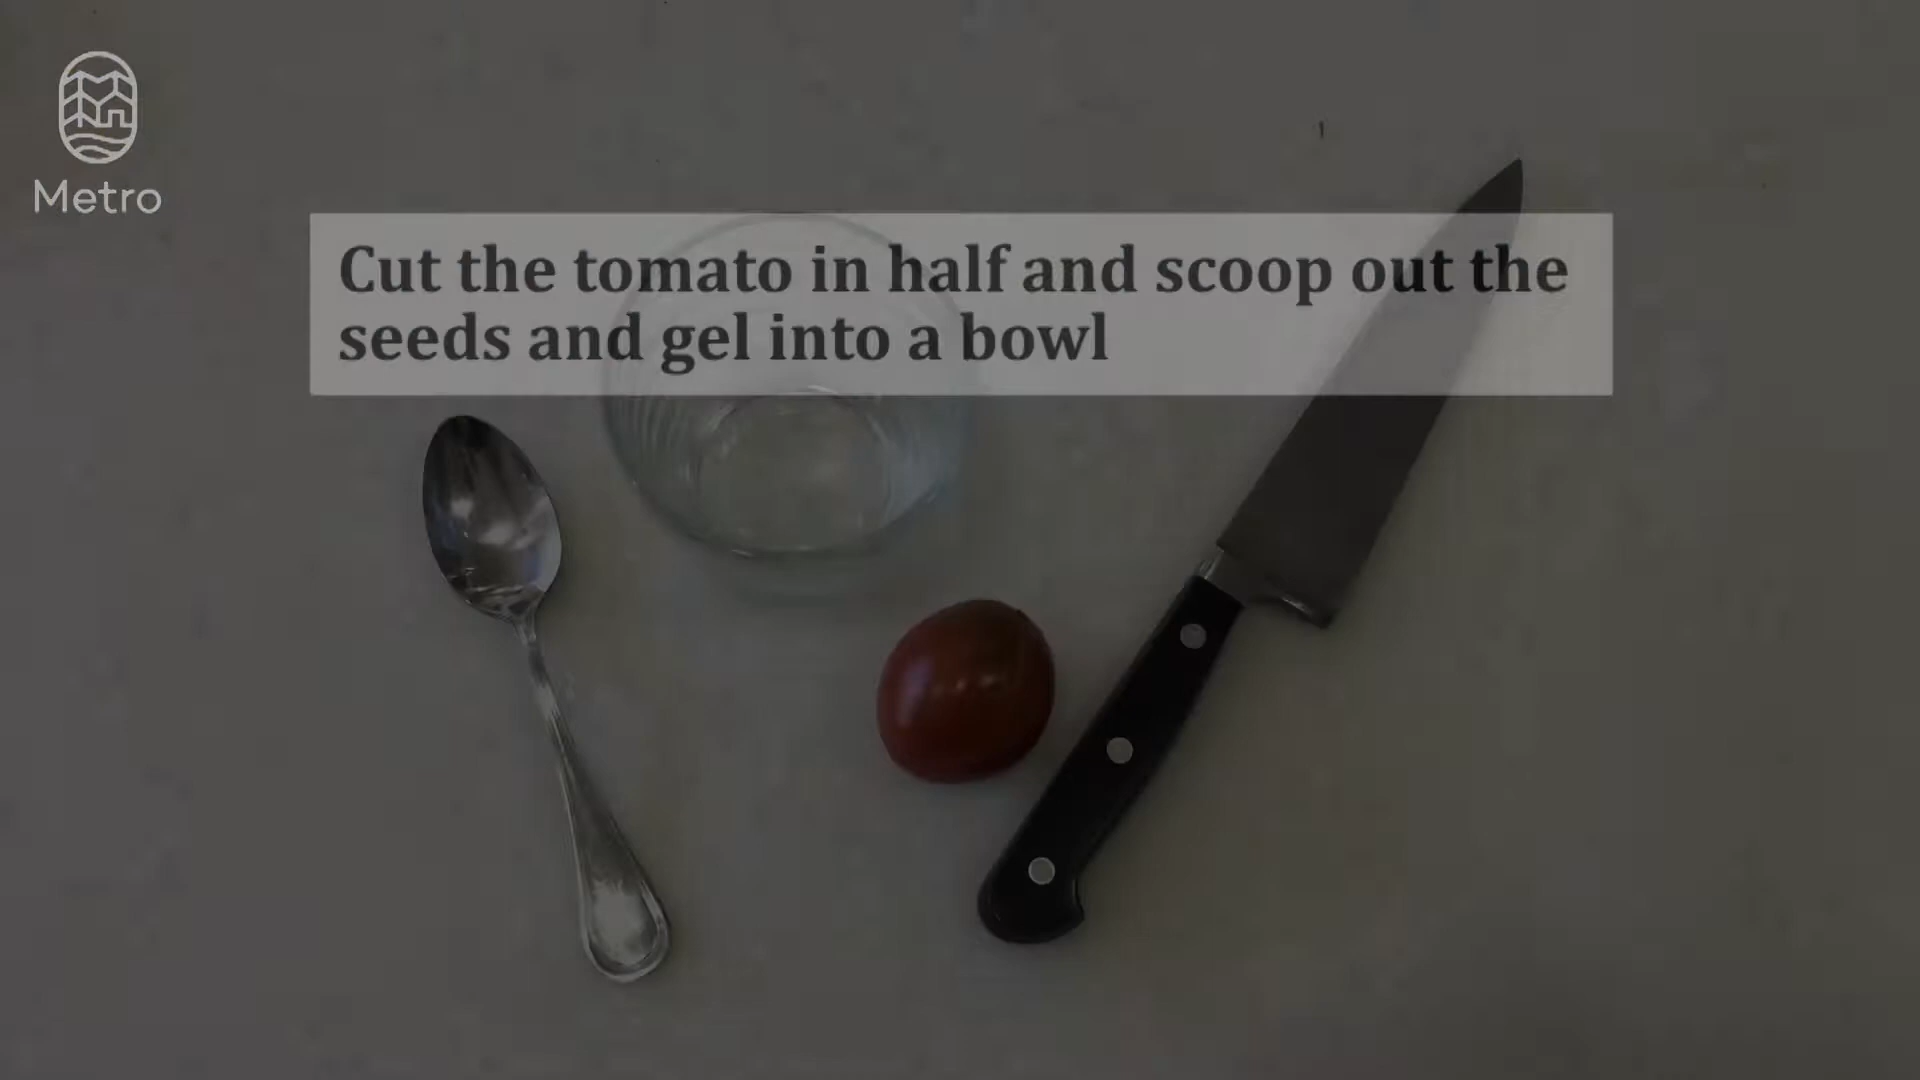 Metro
Cut the tomato in half and scoop out the
seeds and gel into a bowl